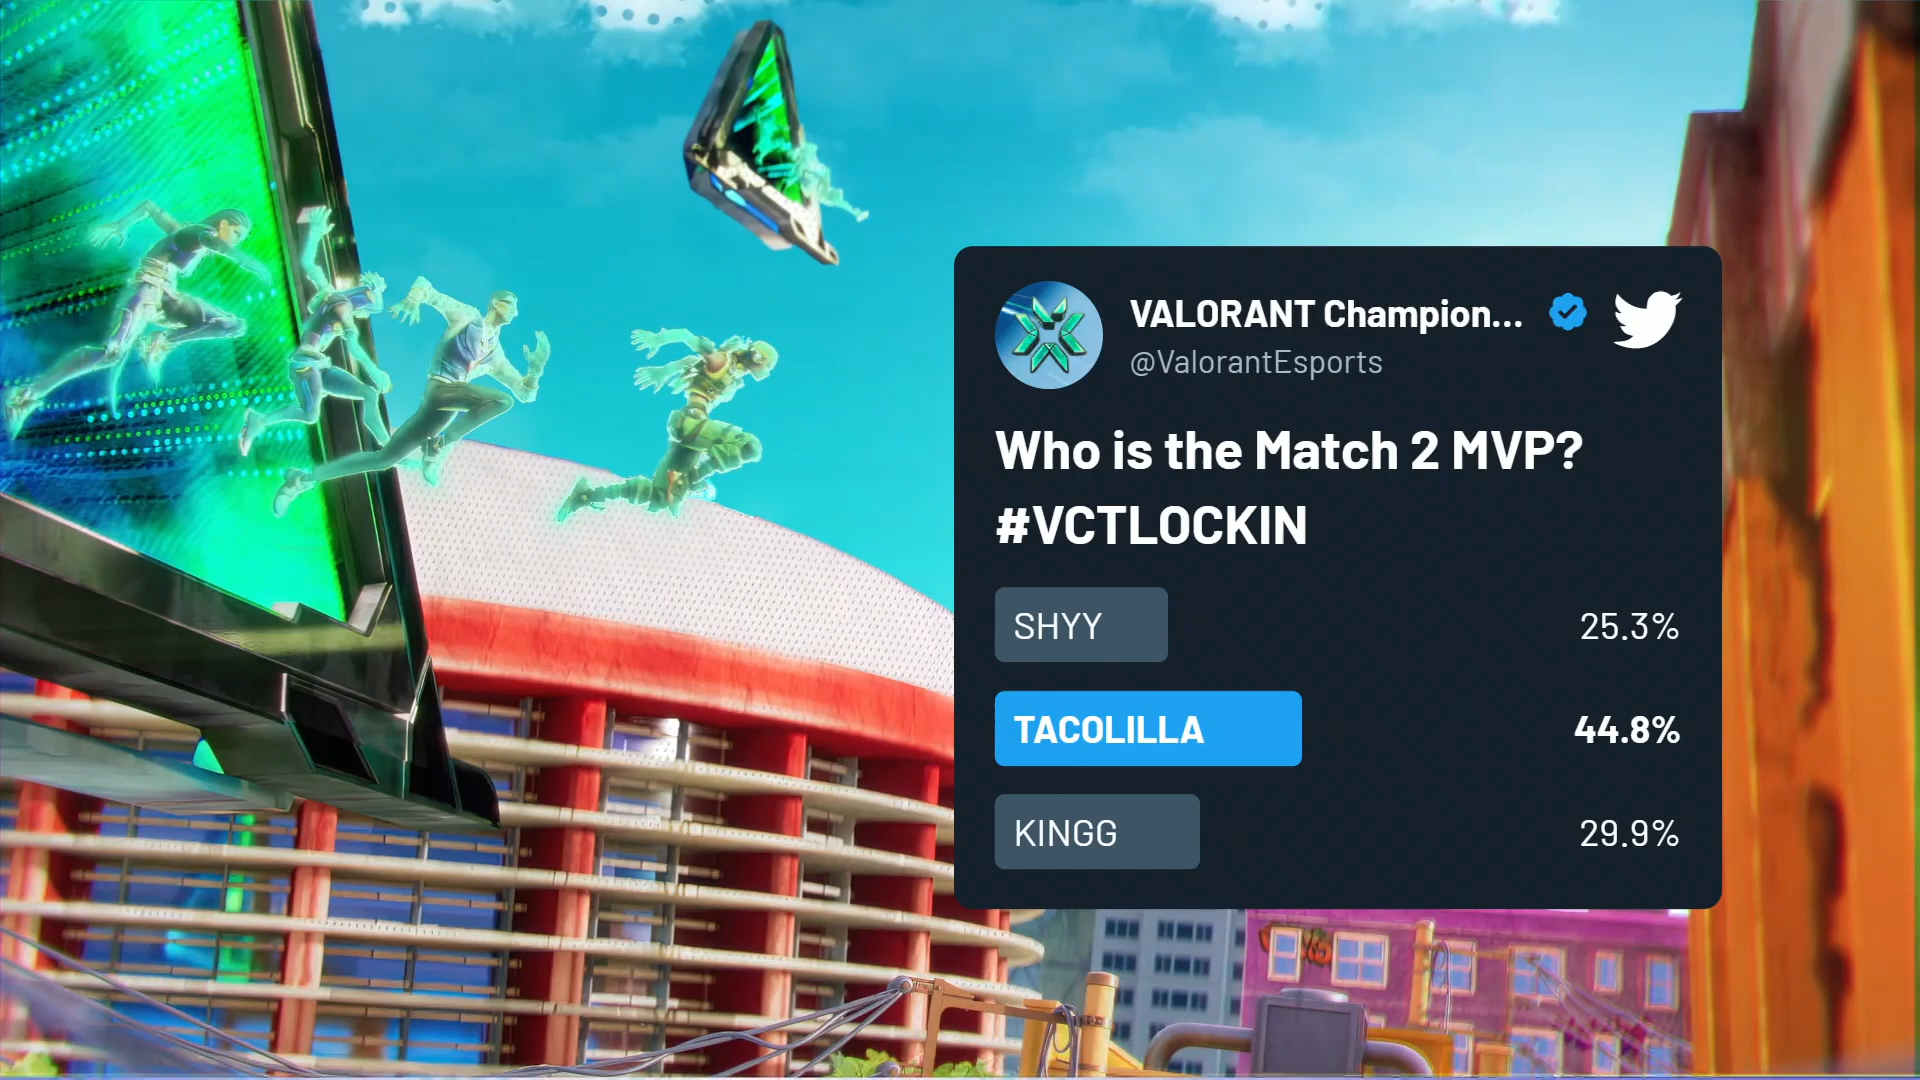 VALORANT Champion...
@ValorantEsports
Who is the Match 2 MVP?
#VCTLOCKIN
SHYY 25.3%
TACOLILLA 44.8%
KINGG 29.9%